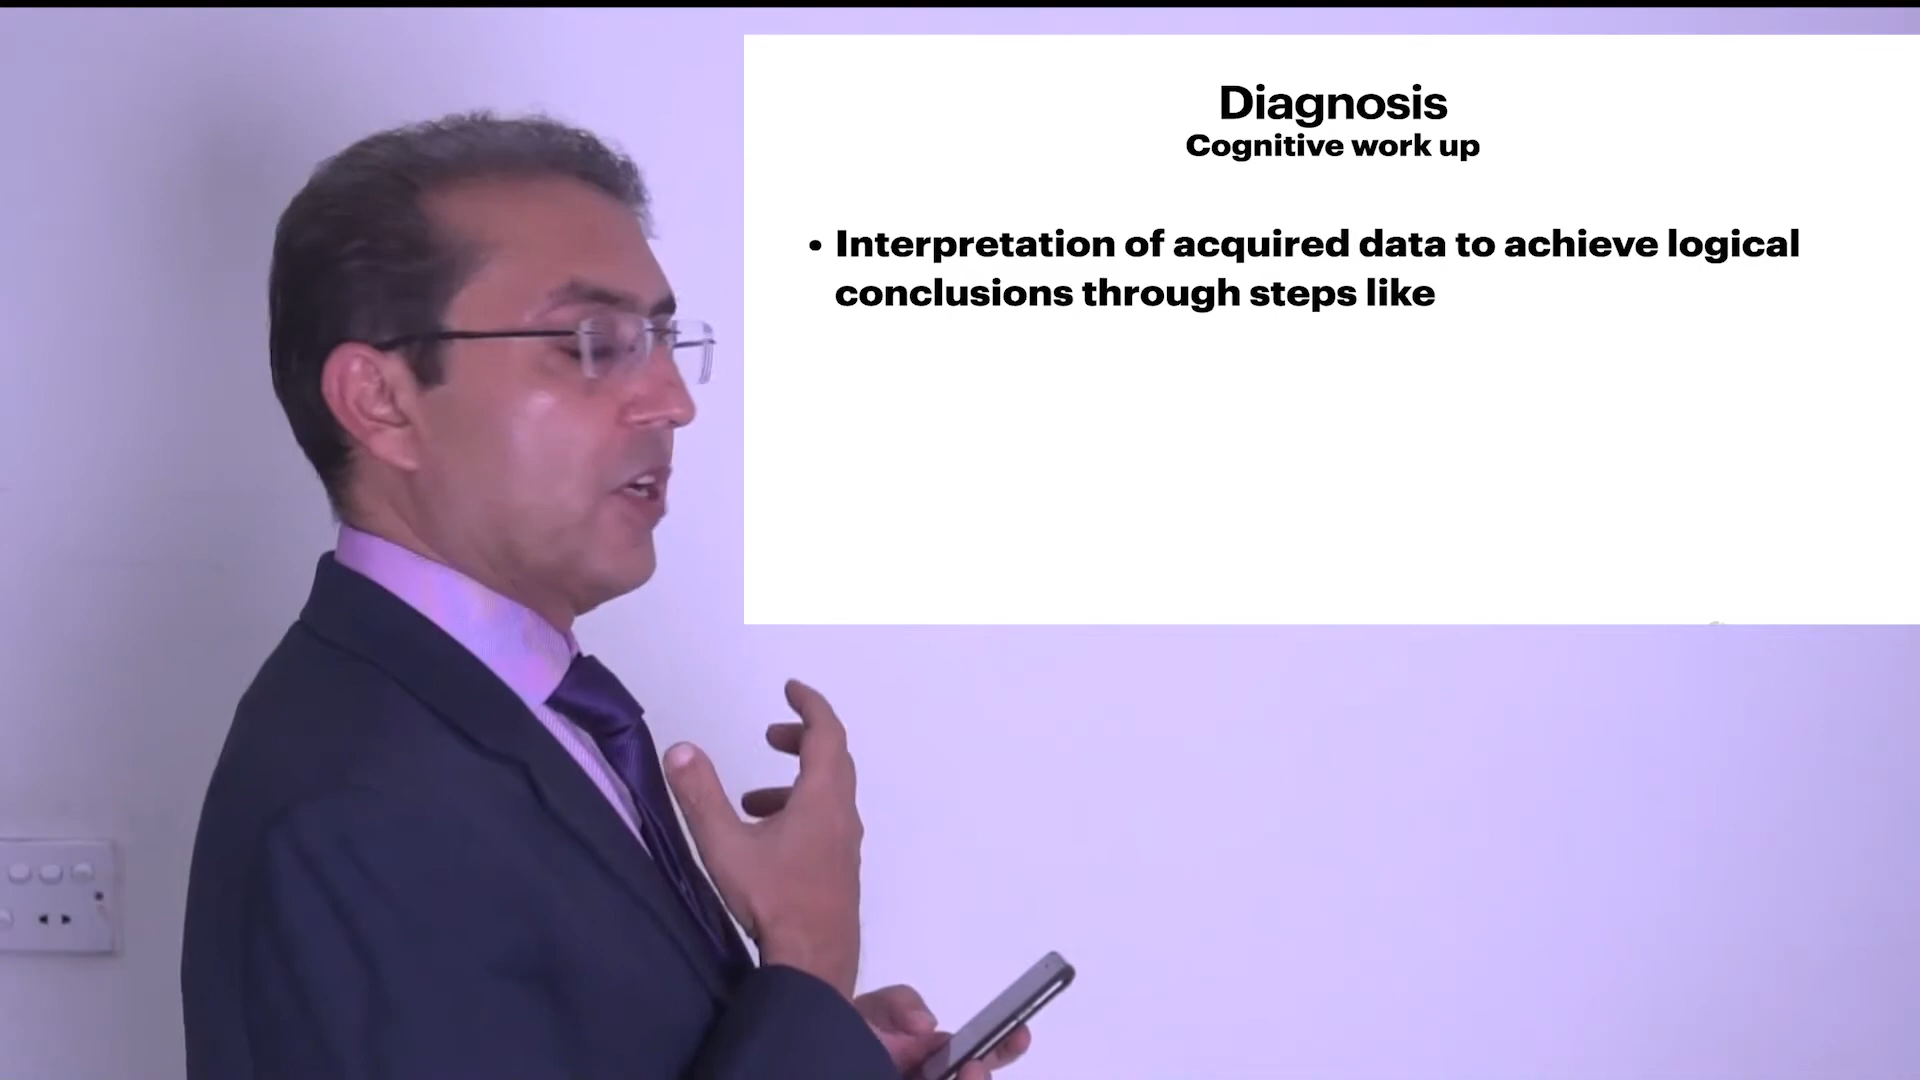 Diagnosis
Cognitive work up
• Interpretation of acquired data to achieve logical
conclusions through steps like